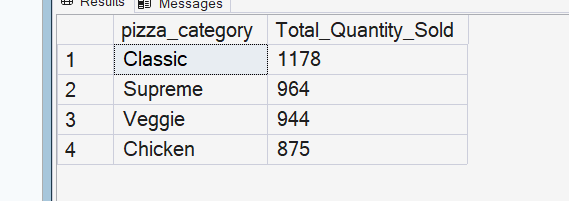 Results Messages
pizza_category Total_Quantity_Sold
1 Classic 1178
2 Supreme 964
3 Veggie 944
4 Chicken 875